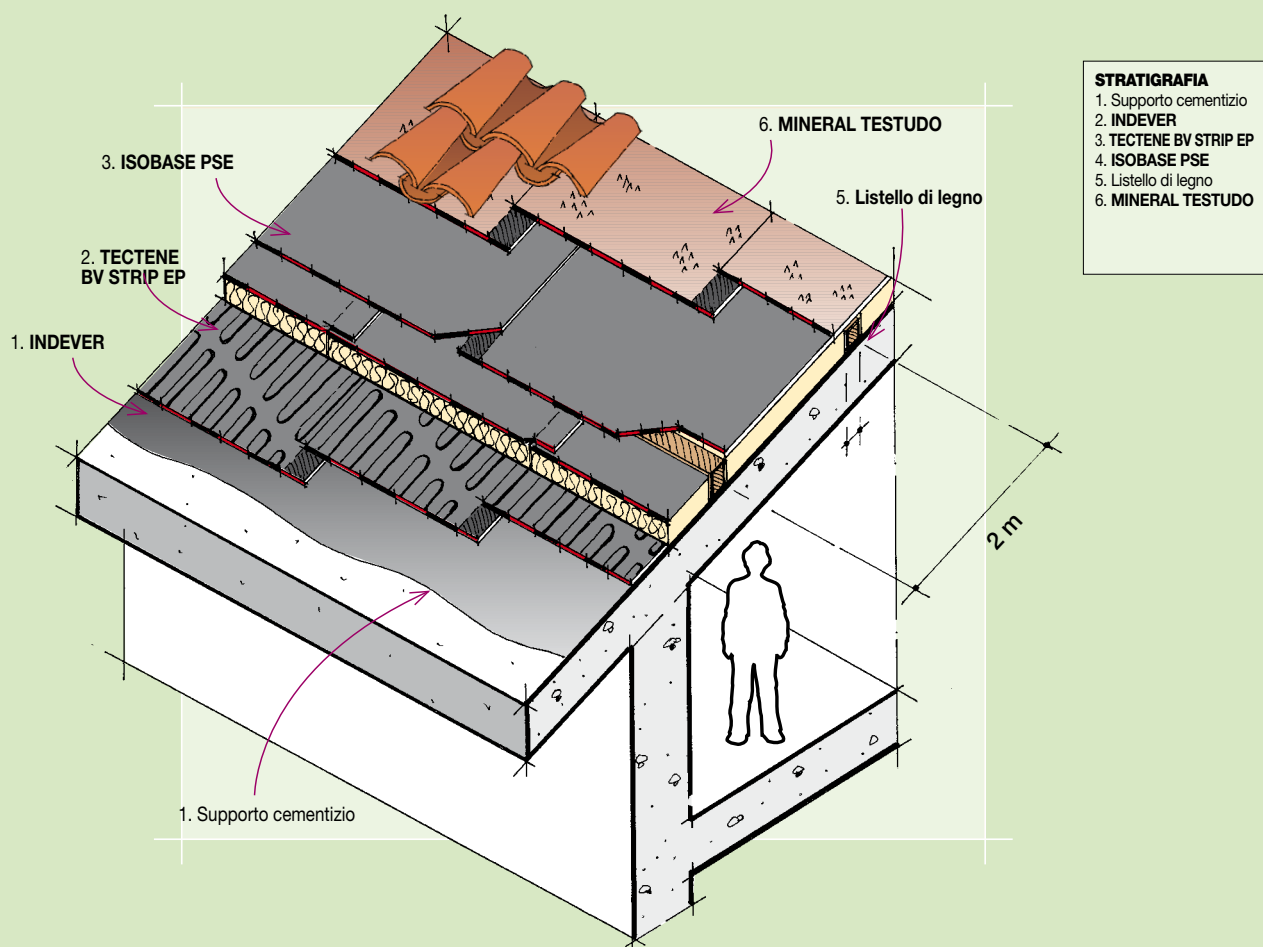 6. MINERAL TESTUDO
3. ISOBASE PSE
5. Listello di legno
2. TECTENE
BV STRIP EP
1. INDEVER
2 m
1. Supporto cementizio
STRATIGRAFIA
1. Supporto cementizio
2. INDEVER
3. TECTENE BV STRIP EP
4. ISOBASE PSE
5. Listello di legno
6. MINERAL TESTUDO